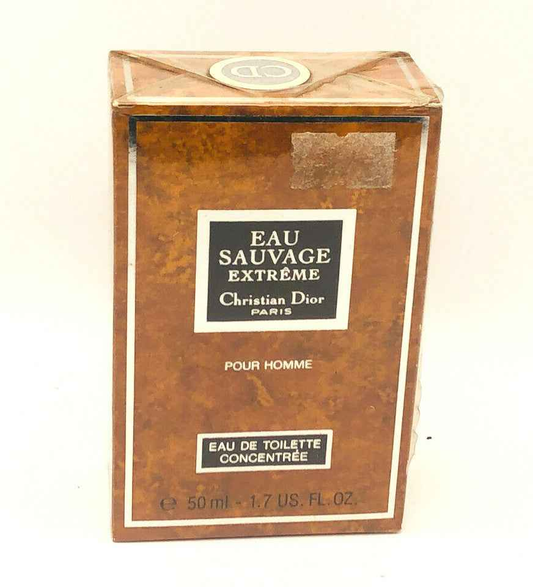 CD
EAU
SAUVAGE
EXTRÊME
Christian Dior
PARIS
POUR HOMME
EAU DE TOILETTE
CONCENTRÉE
℮ 50 ml - 1.7 US. FL. OZ.